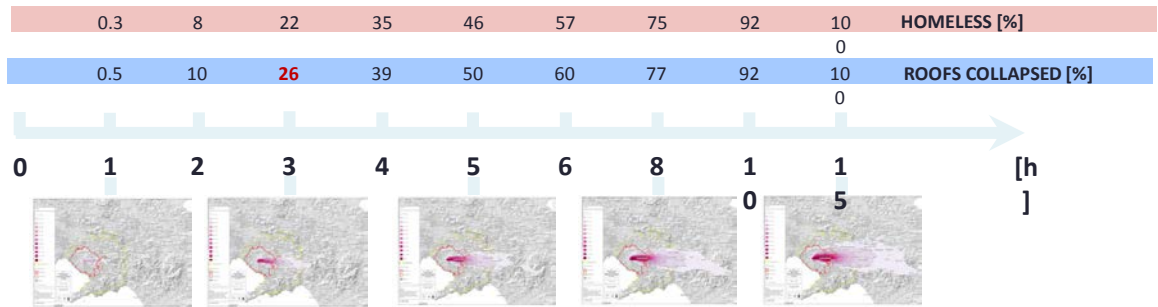 0.3 8 22 35 46 57 75 92 10 HOMELESS [%]
0
0.5 10 26 39 50 60 77 92 10 ROOFS COLLAPSED [%]
0
0 1 2 3 4 5 6 8 1 1 [h
0 5 ]